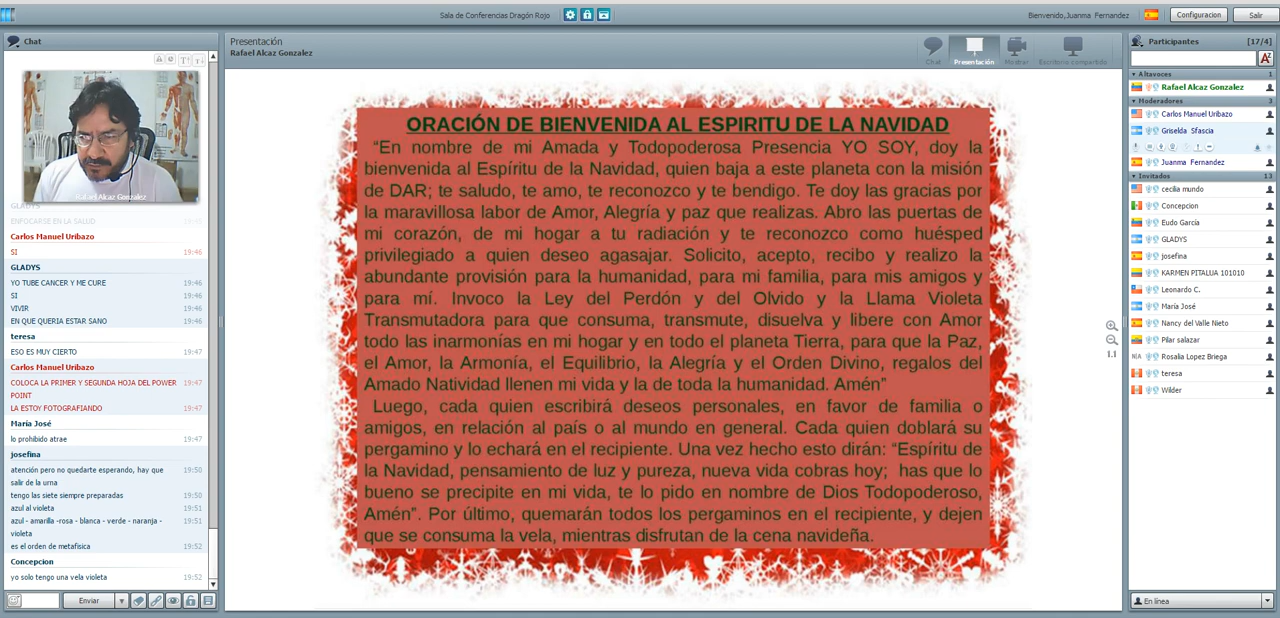 Sala de Conferencias Dragón Rojo
Bienvenido,Juanma Fernandez
Configuracion
Salir
Chat
Rafael Alcaz Gonzalez
GLADYS
ENFOCARSE EN LA SALUD 19:45
Carlos Manuel Uribazo
SI 19:46
GLADYS
YO TUBE CANCER Y ME CURE 19:46
SI 19:46
VIVIR 19:46
EN QUE QUERIA ESTAR SANO 19:46
teresa
ESO ES MUY CIERTO 19:47
Carlos Manuel Uribazo
COLOCA LA PRIMER Y SEGUNDA HOJA DEL POWER 19:47
POINT
LA ESTOY FOTOGRAFIANDO 19:47
María José
lo prohibido atrae 19:47
josefina
atención pero no quedarte esperando, hay que 19:50
salir de la urna
tengo las siete siempre preparadas 19:50
azul al violeta 19:51
azul - amarilla -rosa - blanca - verde - naranja - 19:51
violeta
es el orden de metafisica 19:52
Concepcion
yo solo tengo una vela violeta 19:52
Enviar
Presentación
Rafael Alcaz Gonzalez
Chat
Presentación
Mostrar
Escritorio compartido
ORACIÓN DE BIENVENIDA AL ESPIRITU DE LA NAVIDAD
“En nombre de mi Amada y Todopoderosa Presencia YO SOY, doy la
bienvenida al Espíritu de la Navidad, quien baja a este planeta con la misión
de DAR; te saludo, te amo, te reconozco y te bendigo. Te doy las gracias por
la maravillosa labor de Amor, Alegría y paz que realizas. Abro las puertas de
mi corazón, de mi hogar a tu radiación y te reconozco como huésped
privilegiado a quien deseo agasajar. Solicito, acepto, recibo y realizo la
abundante provisión para la humanidad, para mi familia, para mis amigos y
para mí. Invoco la Ley del Perdón y del Olvido y la Llama Violeta
Transmutadora para que consuma, transmute, disuelva y libere con Amor
todo las inarmonías en mi hogar y en todo el planeta Tierra, para que la Paz,
el Amor, la Armonía, el Equilibrio, la Alegría y el Orden Divino, regalos del
Amado Natividad llenen mi vida y la de toda la humanidad. Amén”
Luego, cada quien escribirá deseos personales, en favor de familia o
amigos, en relación al país o al mundo en general. Cada quien doblará su
pergamino y lo echará en el recipiente. Una vez hecho esto dirán: “Espíritu de
la Navidad, pensamiento de luz y pureza, nueva vida cobras hoy; has que lo
bueno se precipite en mi vida, te lo pido en nombre de Dios Todopoderoso,
Amén”. Por último, quemarán todos los pergaminos en el recipiente, y dejen
que se consuma la vela, mientras disfrutan de la cena navideña.
1.1
Participantes [17/4]
Altavoces 1
Rafael Alcaz Gonzalez
Moderadores 3
Carlos Manuel Uribazo
Griselda Sfascia
Juanma Fernandez
Invitados 13
cecilia mundo
Concepcion
Eudo García
GLADYS
josefina
KARMEN PITALUA 101010
Leonardo C.
María José
Nancy del Valle Nieto
Pilar salazar
N/A Rosalia Lopez Briega
teresa
Wilder
En línea